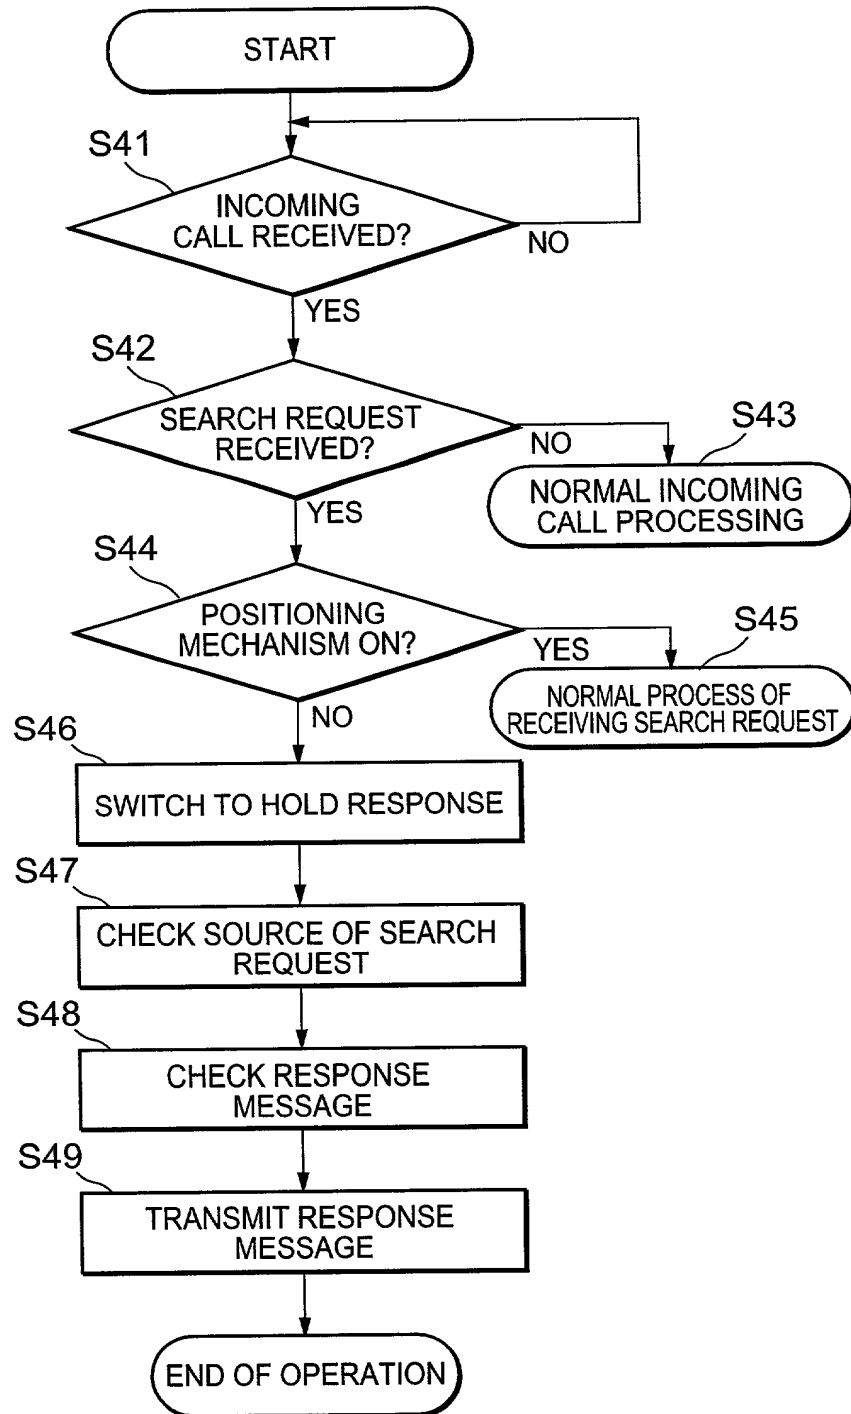 START
S41
INCOMING
CALL RECEIVED?
NO
YES
S42
SEARCH REQUEST
RECEIVED?
NO
S43
NORMAL INCOMING
CALL PROCESSING
YES
S44
POSITIONING
MECHANISM ON?
YES
S45
NORMAL PROCESS OF
RECEIVING SEARCH REQUEST
NO
S46
SWITCH TO HOLD RESPONSE
S47
CHECK SOURCE OF SEARCH
REQUEST
S48
CHECK RESPONSE
MESSAGE
S49
TRANSMIT RESPONSE
MESSAGE
END OF OPERATION